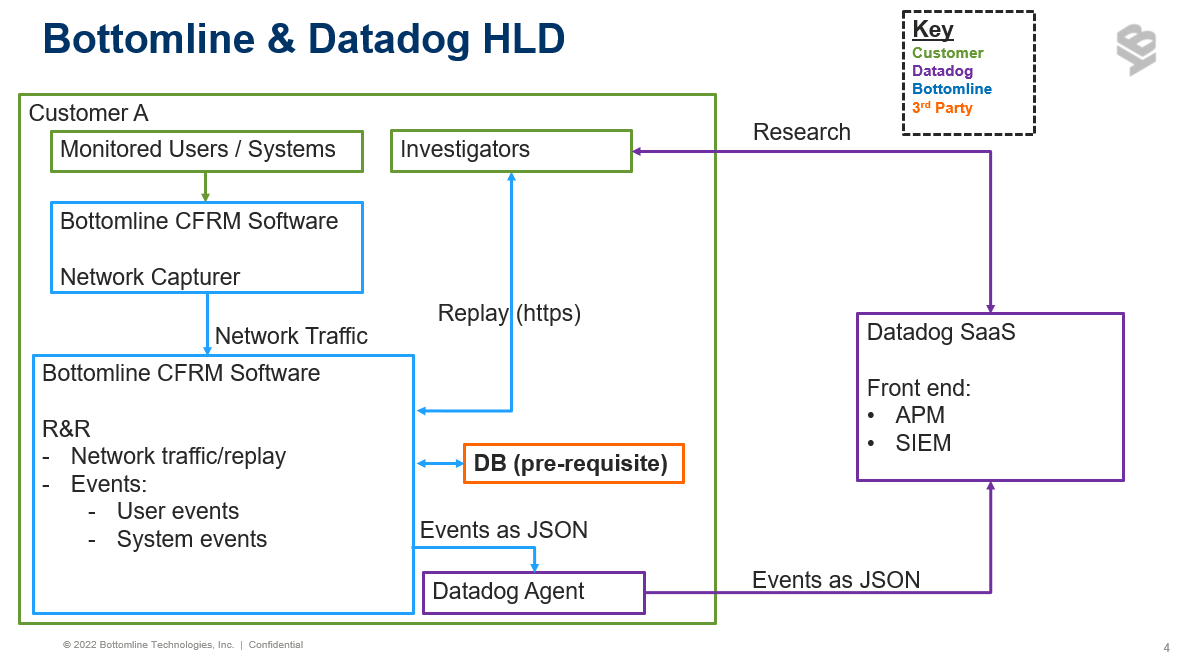 Bottomline & Datadog HLD
Key
Customer
Datadog
Bottomline
3rd Party
Customer A
Monitored Users / Systems
Investigators
Research
Bottomline CFRM Software
Network Capturer
Replay (https)
Network Traffic
Datadog SaaS
Front end:
• APM
• SIEM
Bottomline CFRM Software
R&R
- Network traffic/replay
- Events:
- User events
- System events
DB (pre-requisite)
Events as JSON
Datadog Agent
Events as JSON
© 2022 Bottomline Technologies, Inc. | Confidential
4